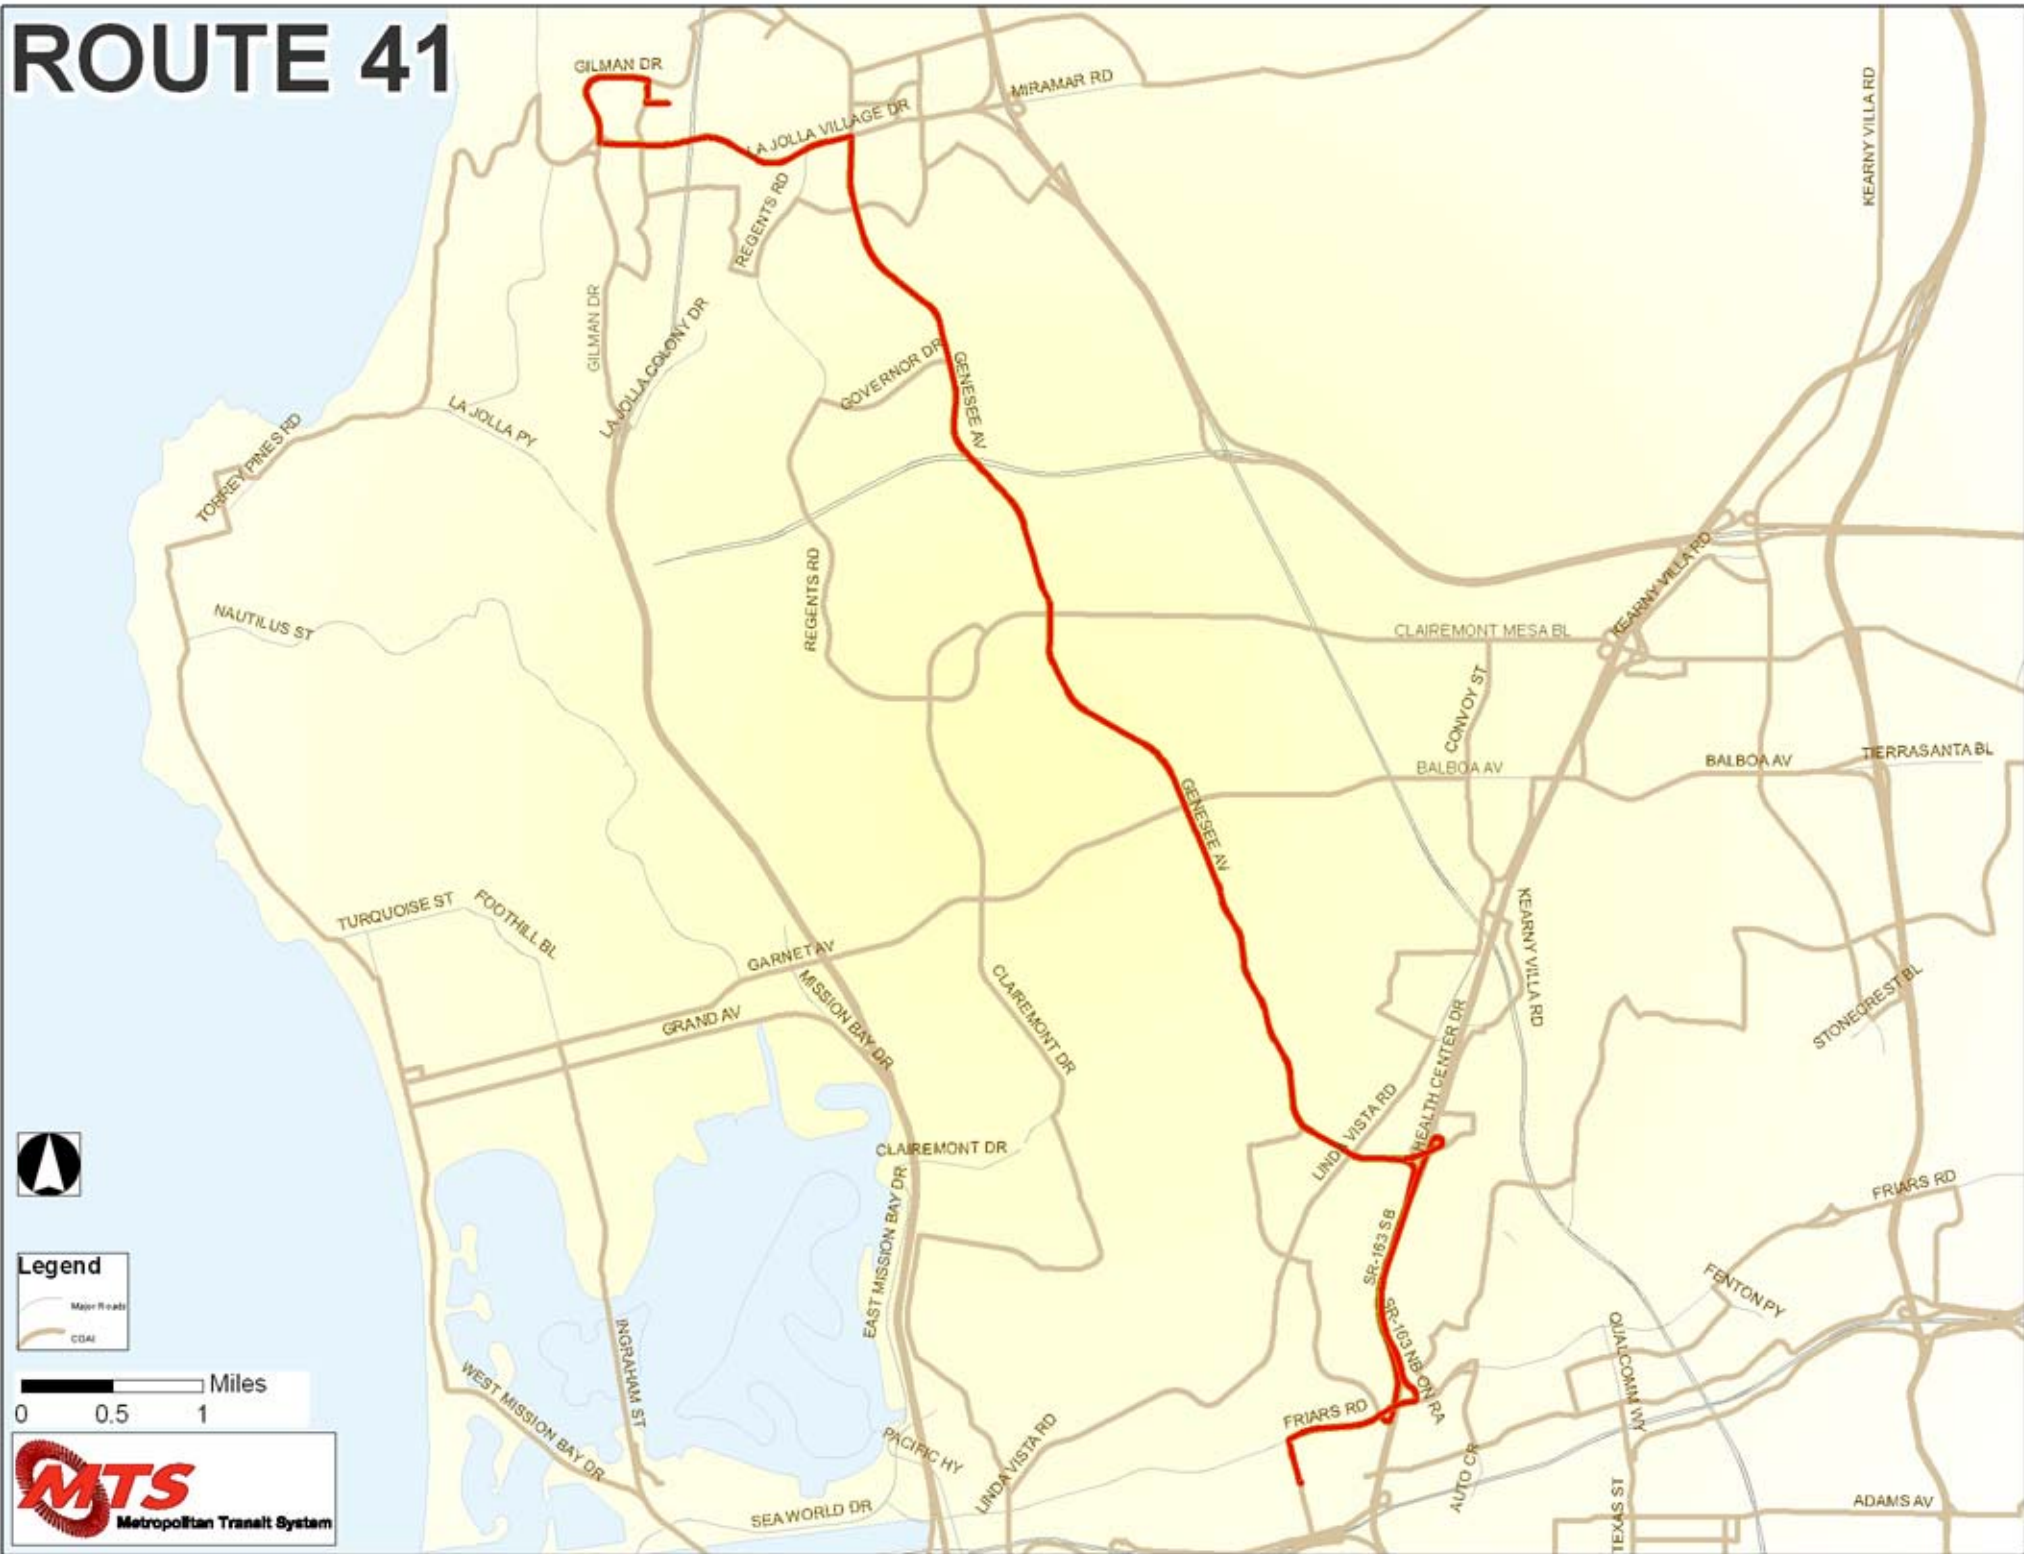 ROUTE 41
GILMAN DR
MIRAMAR RD
KEARNY VILLA RD
LA JOLLA VILLAGE DR
REGENTS RD
GILMAN DR
LA JOLLA COLONY DR
GOVERNOR DR
GENESEE AV
LA JOLLA PY
TORREY PINES RD
REGENTS RD
NAUTILUS ST
KEARNY VILLA RD
CLAIREMONT MESA BL
CONVOY ST
BALBOA AV
BALBOA AV
TIERRASANTA BL
GENESEE AV
TURQUOISE ST
FOOTHILL BL
GARNET AV
KEARNY VILLA RD
MISSION BAY DR
GRAND AV
CLAIREMONT DR
STONECREST BL
HEALTH CENTER DR
LINDA VISTA RD
CLAIREMONT DR
EAST MISSION BAY DR
FRIARS RD
SR-163 SB
FENTON PY
Legend
Major Roads
COAI
SR-163 NB ON RA
QUALCOMM WY
INGRAHAM ST
WEST MISSION BAY DR
Miles
0 0.5 1
FRIARS RD
PACIFIC HY
LINDA VISTA RD
AUTO CR
SEA WORLD DR
TEXAS ST
ADAMS AV
MTS
Metropolitan Transit System